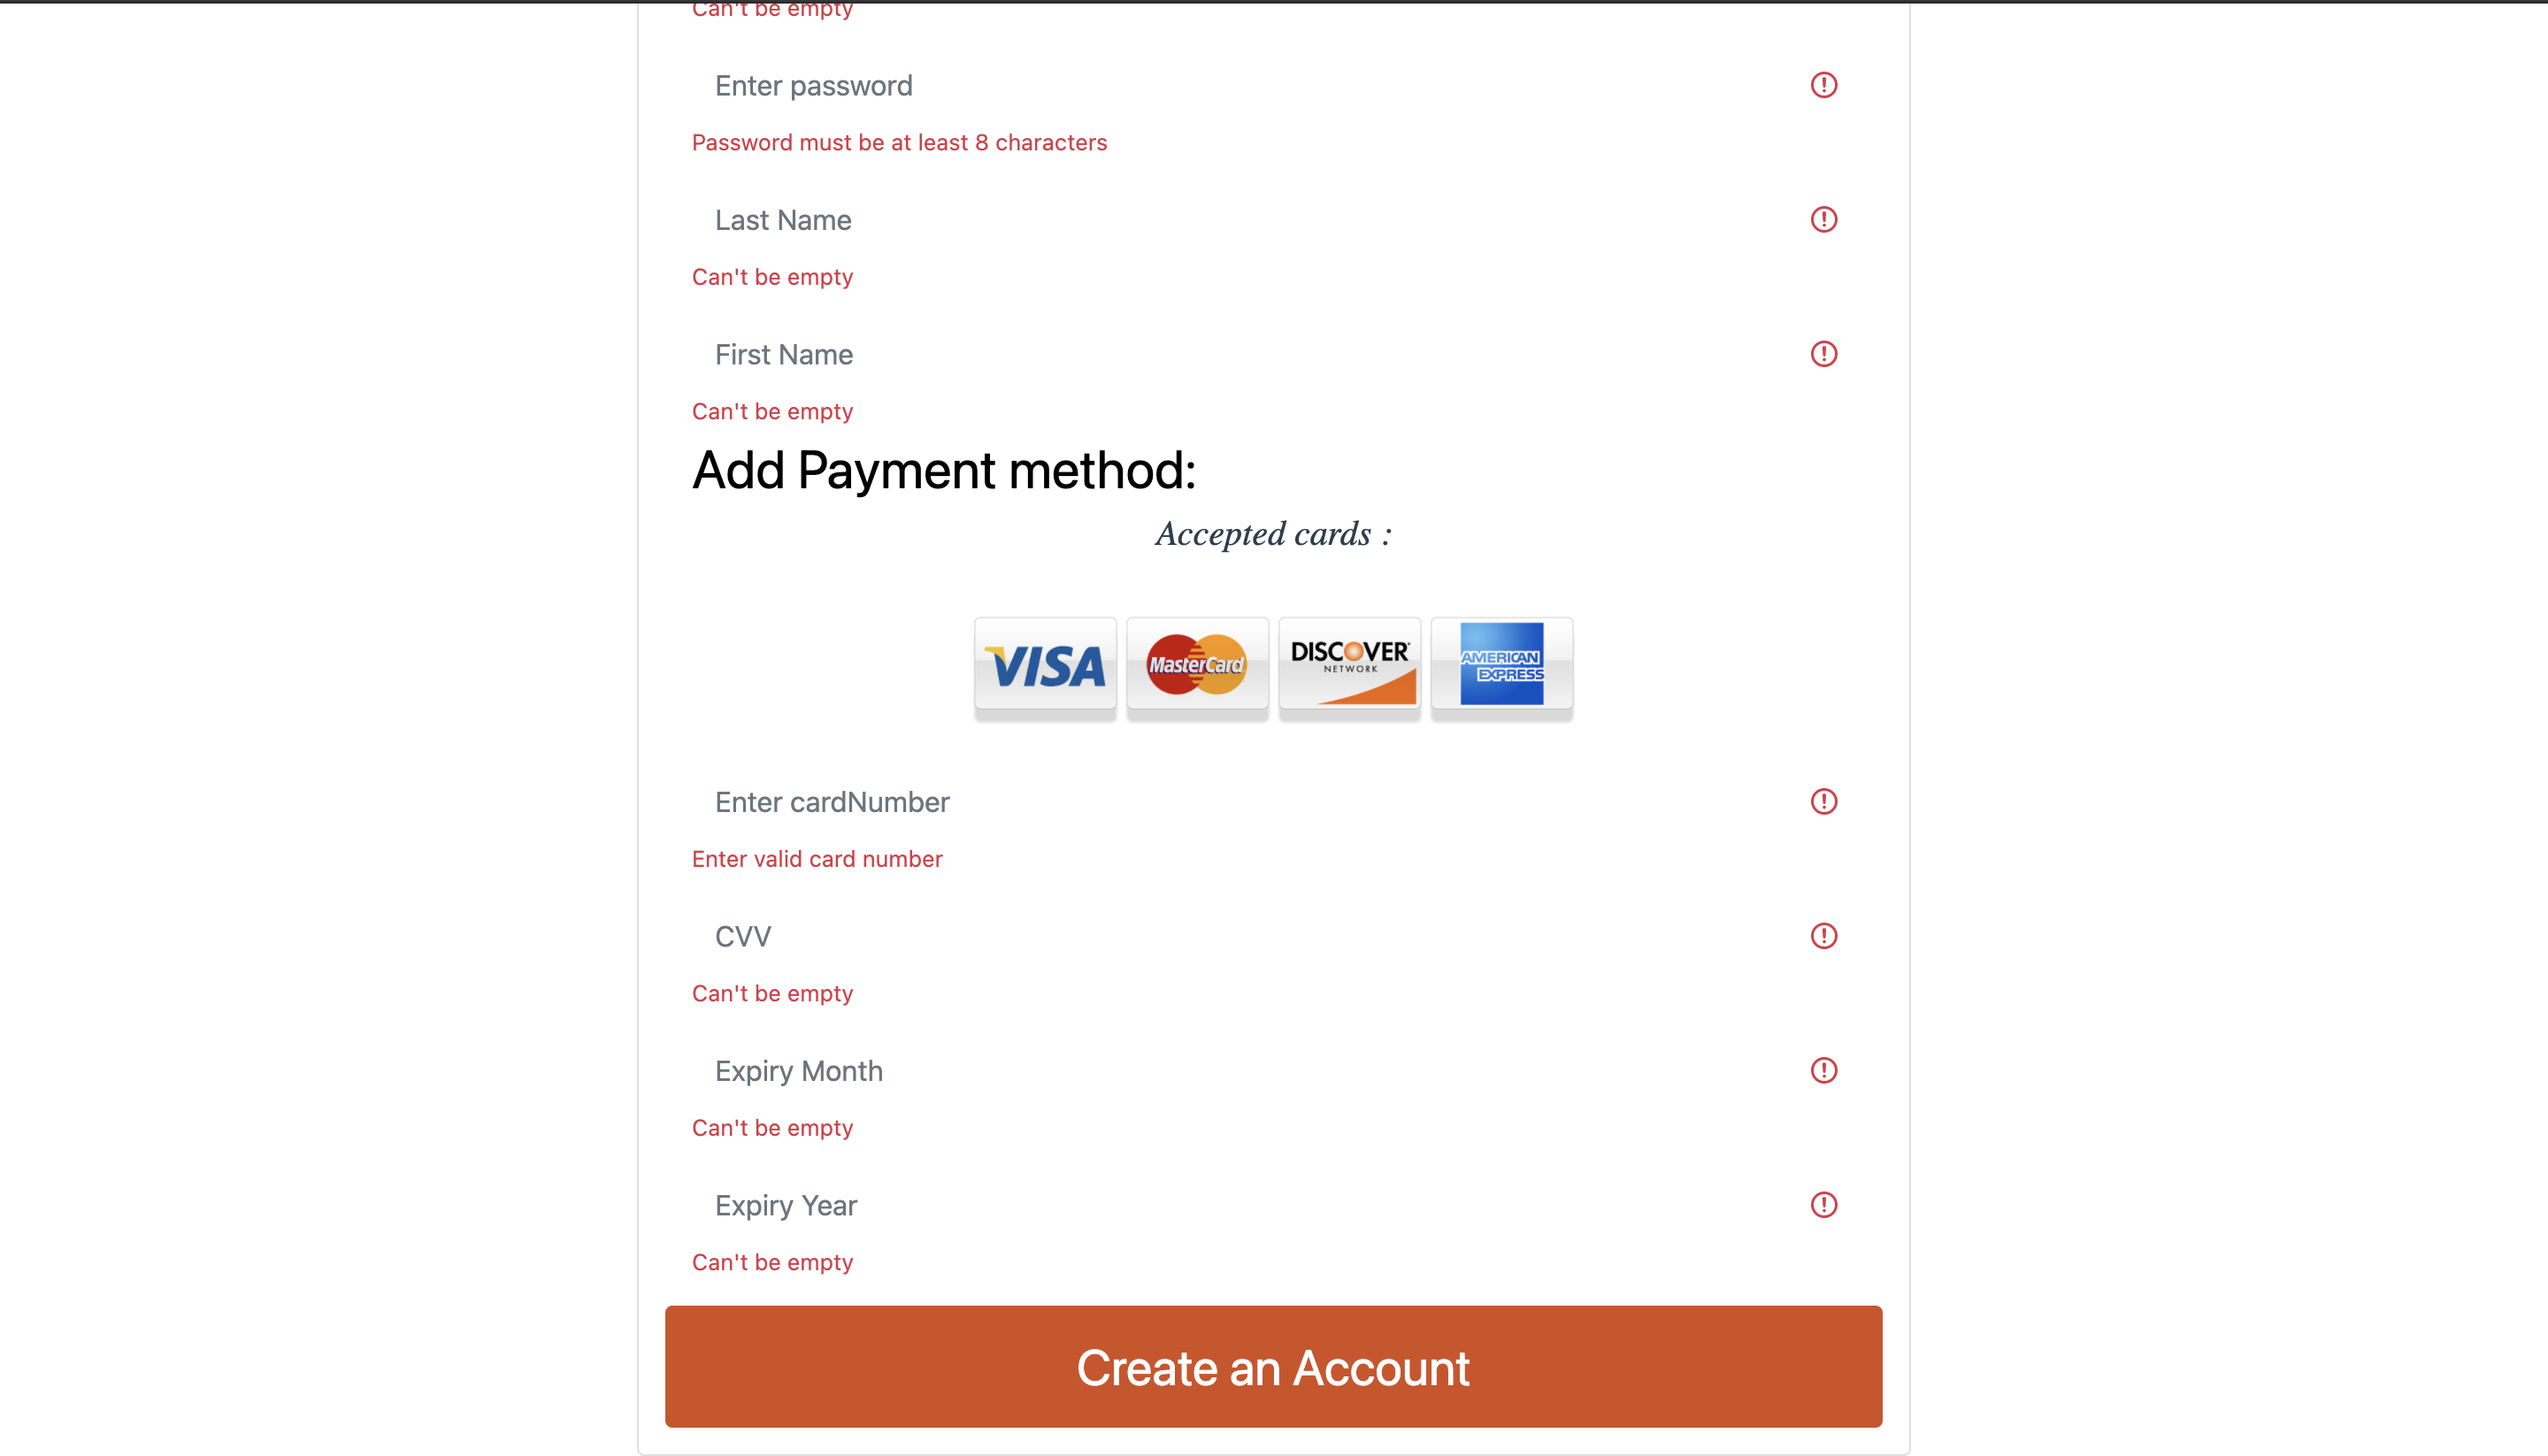 Can't be empty
Enter password
Password must be at least 8 characters
Last Name
Can't be empty
First Name
Can't be empty
Add Payment method:
Accepted cards :
VISA MasterCard DISCOVER NETWORK AMERICAN EXPRESS
Enter cardNumber
Enter valid card number
CVV
Can't be empty
Expiry Month
Can't be empty
Expiry Year
Can't be empty
Create an Account